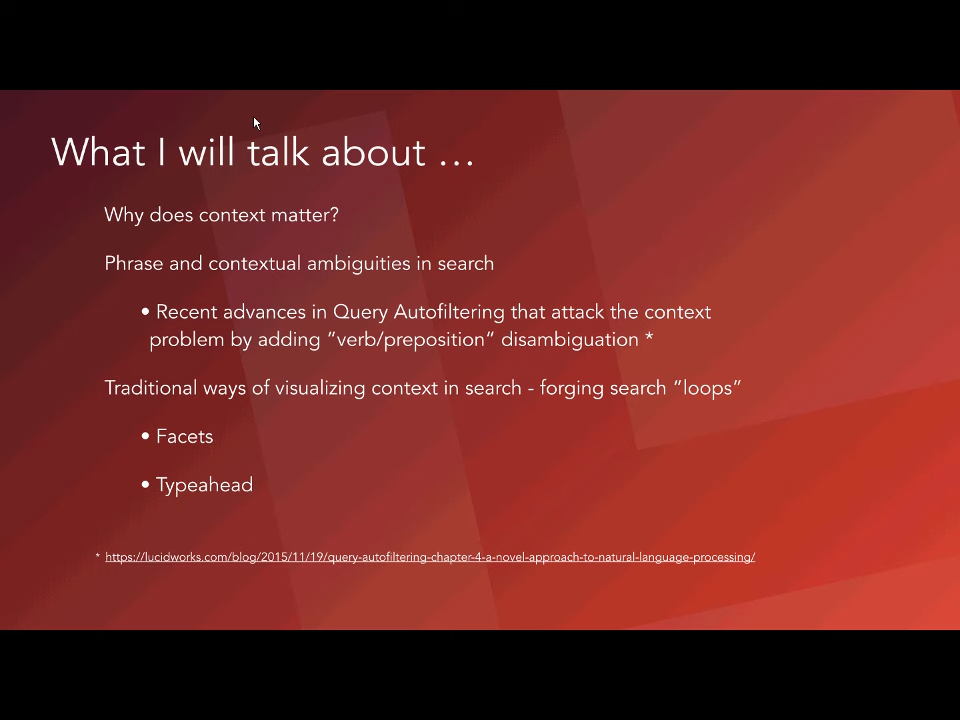 What I will talk about …
Why does context matter?
Phrase and contextual ambiguities in search
• Recent advances in Query Autofiltering that attack the context
problem by adding “verb/preposition” disambiguation *
Traditional ways of visualizing context in search - forging search “loops”
• Facets
• Typeahead
* https://lucidworks.com/blog/2015/11/19/query-autofiltering-chapter-4-a-novel-approach-to-natural-language-processing/